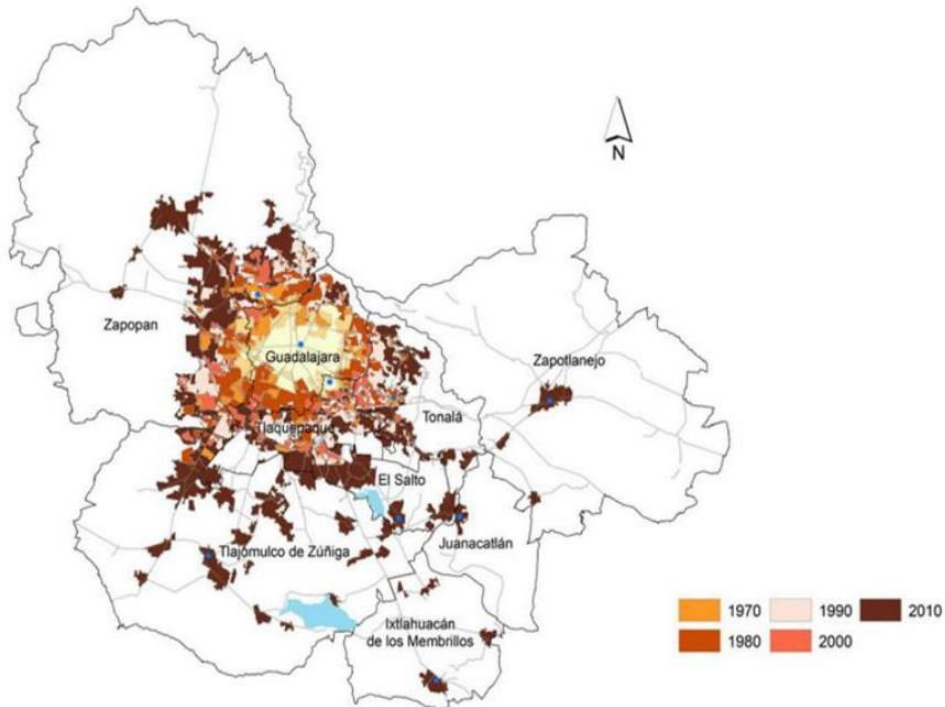 N
Zapopan
Guadalajara
Zapotlanejo
Tonalá
Tlaquepaque
El Salto
Juanacatlán
Tlajomulco de Zúñiga
Ixtlahuacán
de los Membrillos
1970
1990
2010
1980
2000